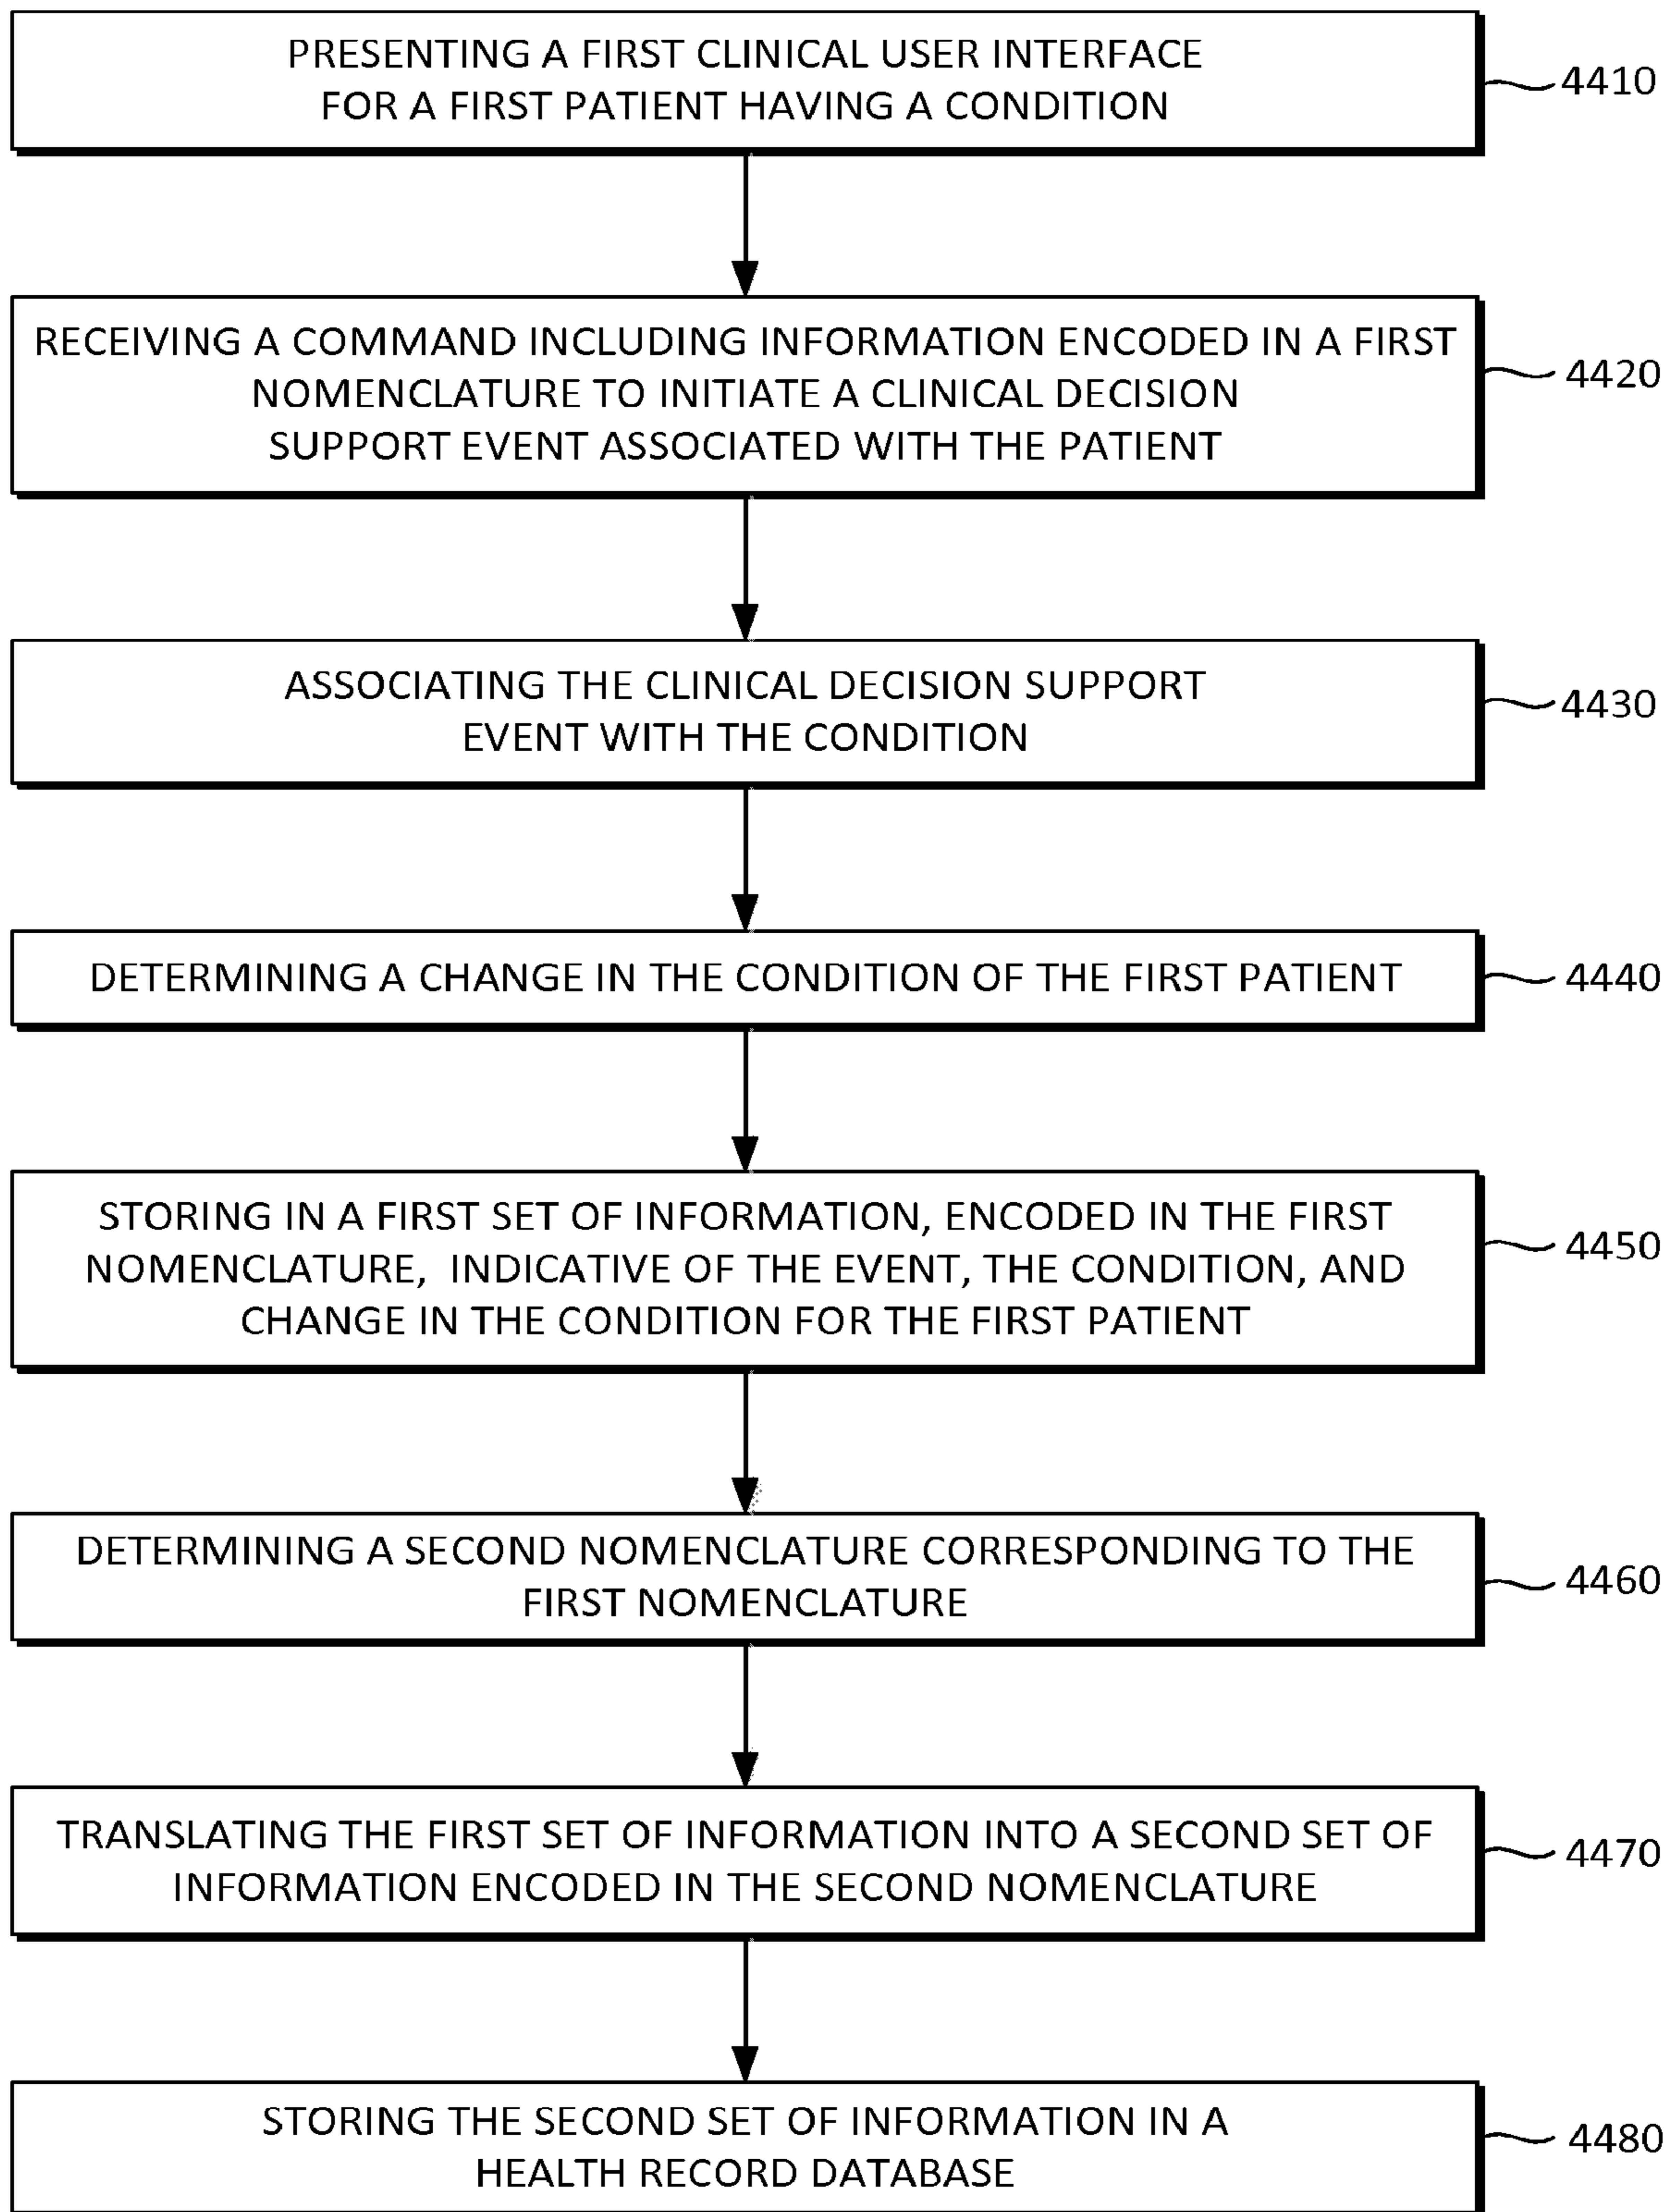 PRESENTING A FIRST CLINICAL USER INTERFACE
FOR A FIRST PATIENT HAVING A CONDITION
4410
RECEIVING A COMMAND INCLUDING INFORMATION ENCODED IN A FIRST
NOMENCLATURE TO INITIATE A CLINICAL DECISION
SUPPORT EVENT ASSOCIATED WITH THE PATIENT
4420
ASSOCIATING THE CLINICAL DECISION SUPPORT
EVENT WITH THE CONDITION
4430
DETERMINING A CHANGE IN THE CONDITION OF THE FIRST PATIENT
4440
STORING IN A FIRST SET OF INFORMATION, ENCODED IN THE FIRST
NOMENCLATURE, INDICATIVE OF THE EVENT, THE CONDITION, AND
CHANGE IN THE CONDITION FOR THE FIRST PATIENT
4450
DETERMINING A SECOND NOMENCLATURE CORRESPONDING TO THE
FIRST NOMENCLATURE
4460
TRANSLATING THE FIRST SET OF INFORMATION INTO A SECOND SET OF
INFORMATION ENCODED IN THE SECOND NOMENCLATURE
4470
STORING THE SECOND SET OF INFORMATION IN A
HEALTH RECORD DATABASE
4480